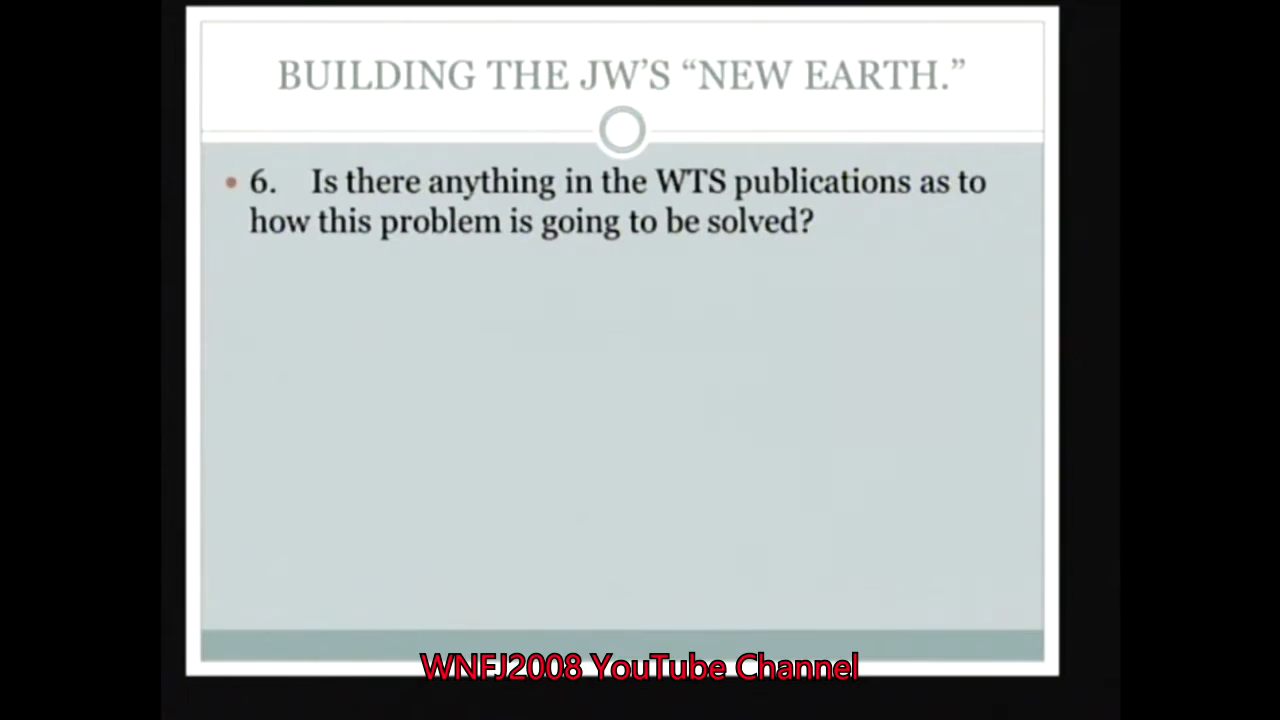 BUILDING THE JW'S “NEW EARTH.”
• 6. Is there anything in the WTS publications as to
how this problem is going to be solved?
WNFJ2008 YouTube Channel